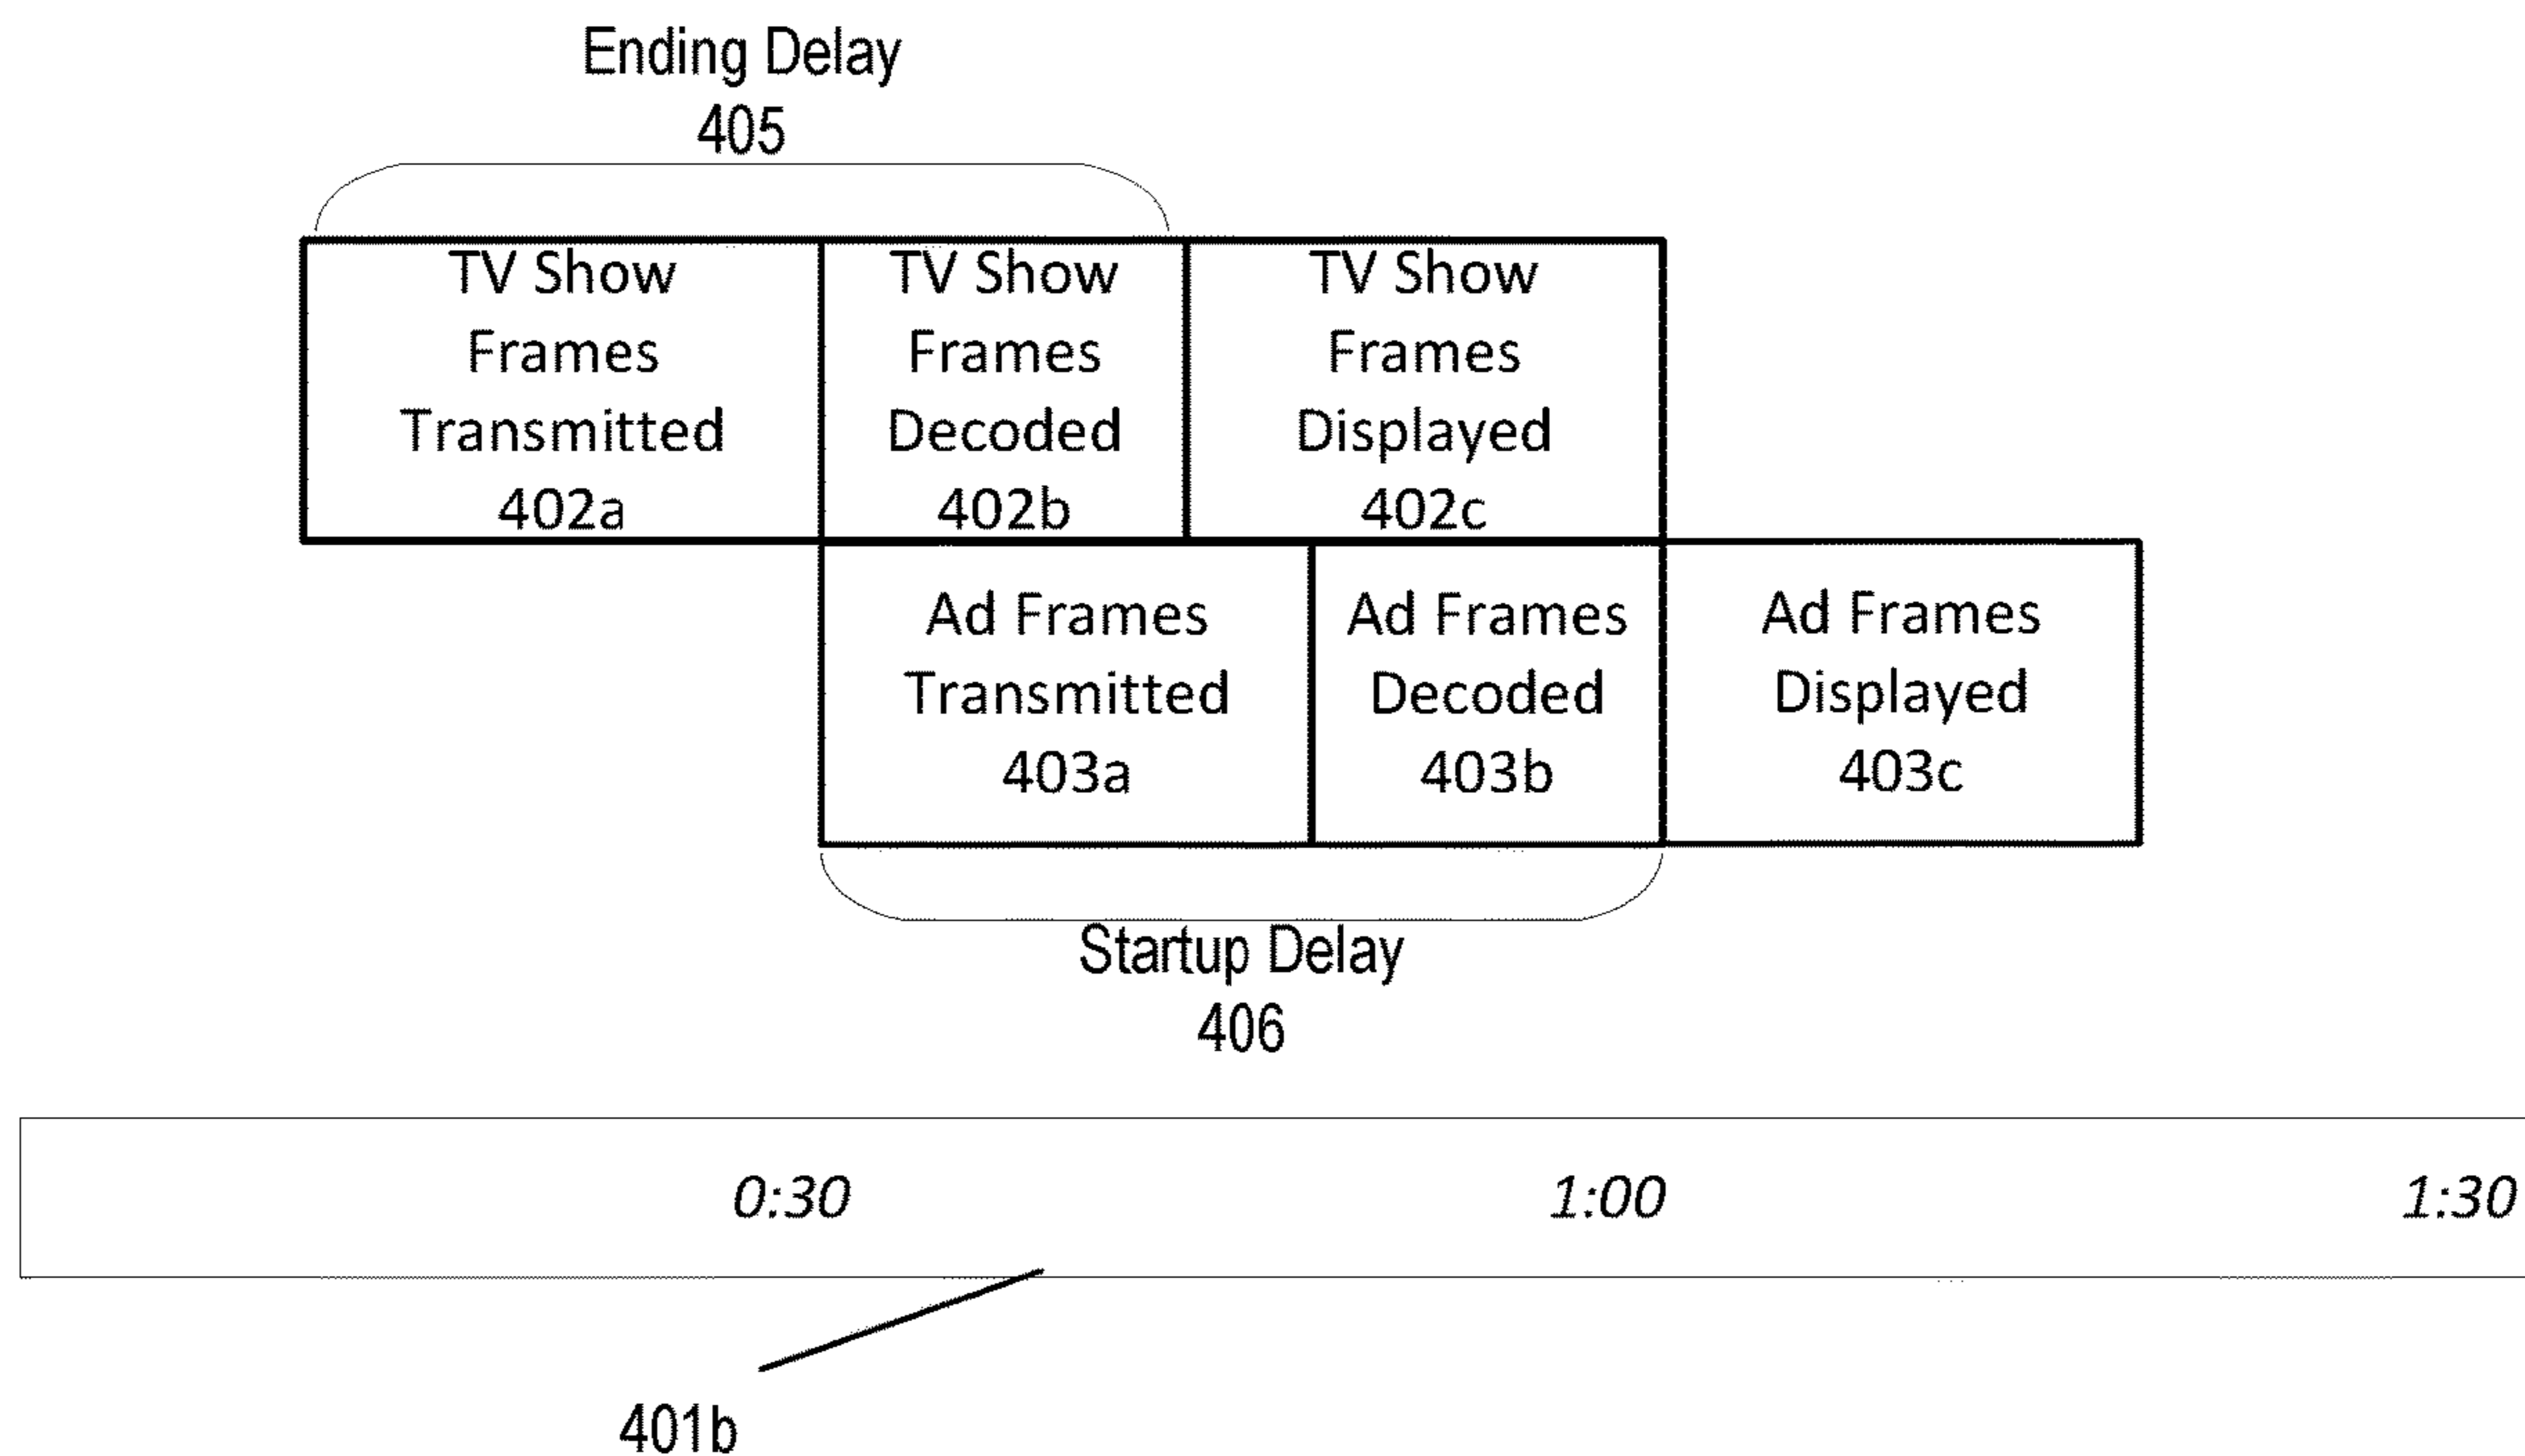 Ending Delay
405
TV Show
Frames
Transmitted
402a
TV Show
Frames
Decoded
402b
TV Show
Frames
Displayed
402c
Ad Frames
Transmitted
403a
Ad Frames
Decoded
403b
Ad Frames
Displayed
403c
Startup Delay
406
0:30
1:00
1:30
401b